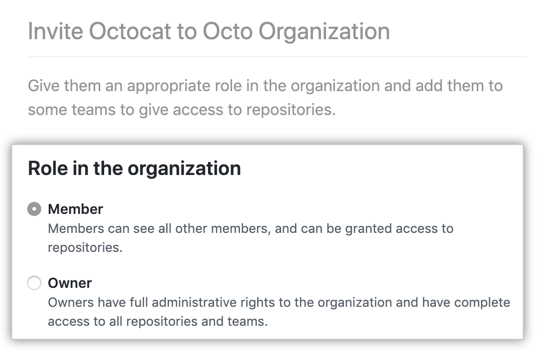 Invite Octocat to Octo Organization
Give them an appropriate role in the organization and add them to
some teams to give access to repositories.
Role in the organization
Member
Members can see all other members, and can be granted access to
repositories.
Owner
Owners have full administrative rights to the organization and have complete
access to all repositories and teams.